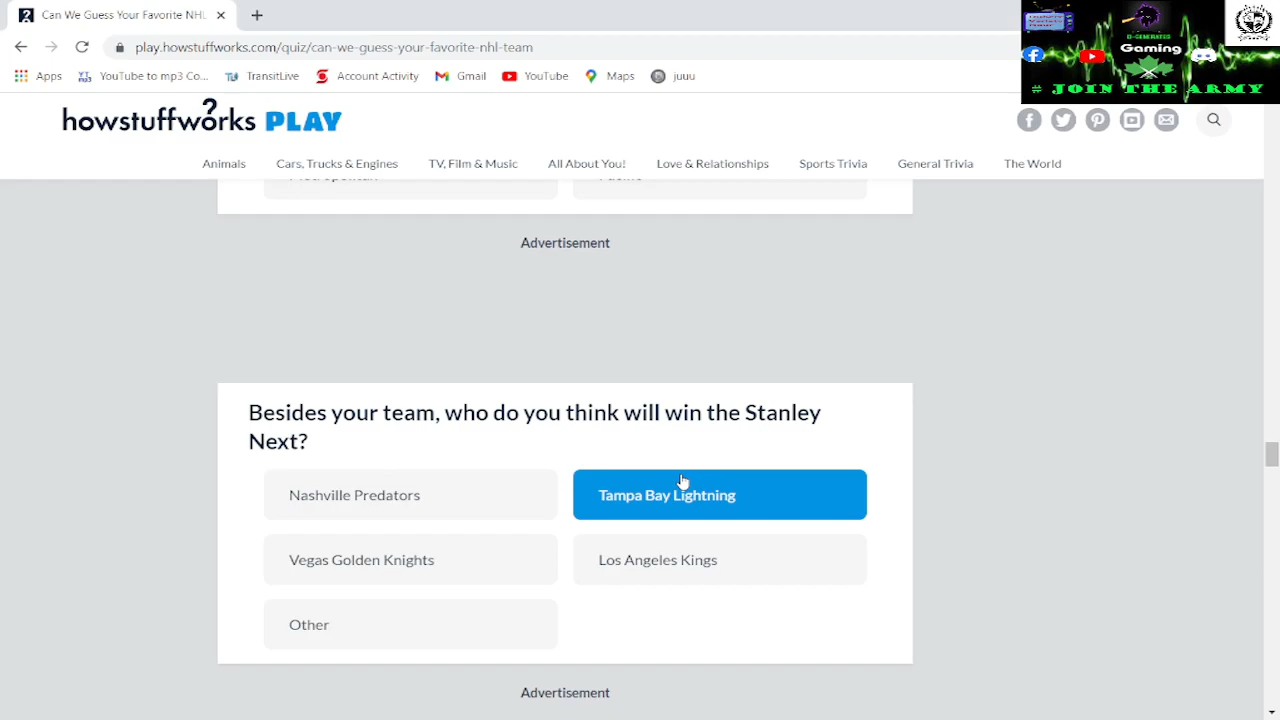 Can We Guess Your Favorite NHL
play.howstuffworks.com/quiz/can-we-guess-your-favorite-nhl-team
Apps
YouTube to mp3 Co...
TransitLive
Account Activity
Gmail
YouTube
Maps
juuu
Gaming
# JOIN THE ARMY
howstuffworks PLAY
Animals
Cars, Trucks & Engines
TV, Film & Music
All About You!
Love & Relationships
Sports Trivia
General Trivia
The World
Metropolitan
Pacific
Advertisement
Besides your team, who do you think will win the Stanley
Next?
Nashville Predators
Tampa Bay Lightning
Vegas Golden Knights
Los Angeles Kings
Other
Advertisement